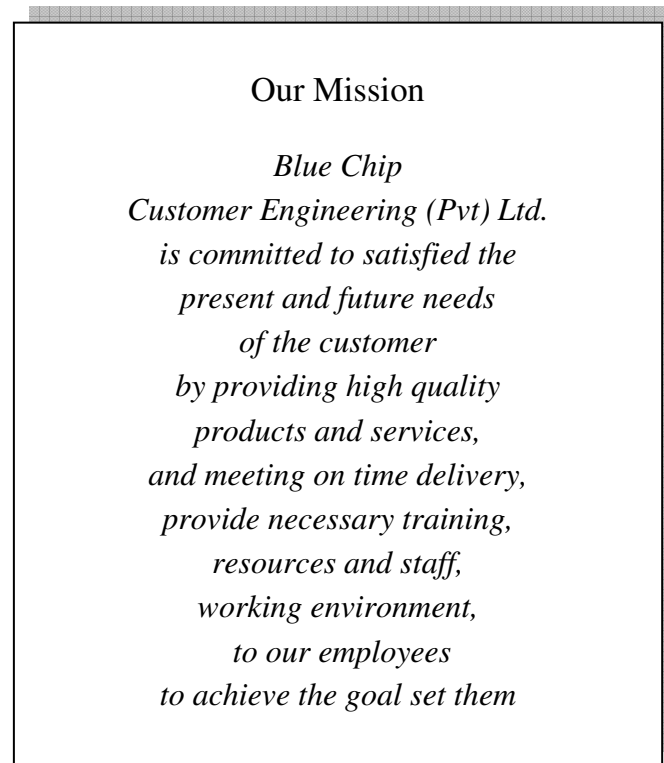 Our Mission
Blue Chip
Customer Engineering (Pvt) Ltd.
is committed to satisfied the
present and future needs
of the customer
by providing high quality
products and services,
and meeting on time delivery,
provide necessary training,
resources and staff,
working environment,
to our employees
to achieve the goal set them